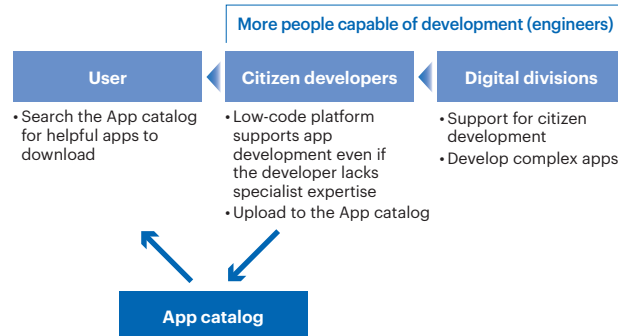 More people capable of development (engineers)
User
Citizen developers
Digital divisions
• Search the App catalog
for helpful apps to
download
• Low-code platform
supports app
development even if
the developer lacks
specialist expertise
• Upload to the App catalog
• Support for citizen
development
• Develop complex apps
App catalog